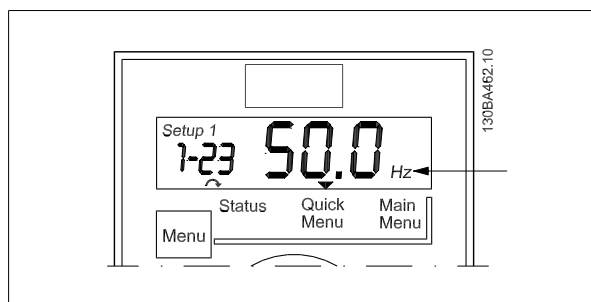 130BA462.10
Setup 1
1-23
50.0
Hz
Status
Quick Menu
Main Menu
Menu